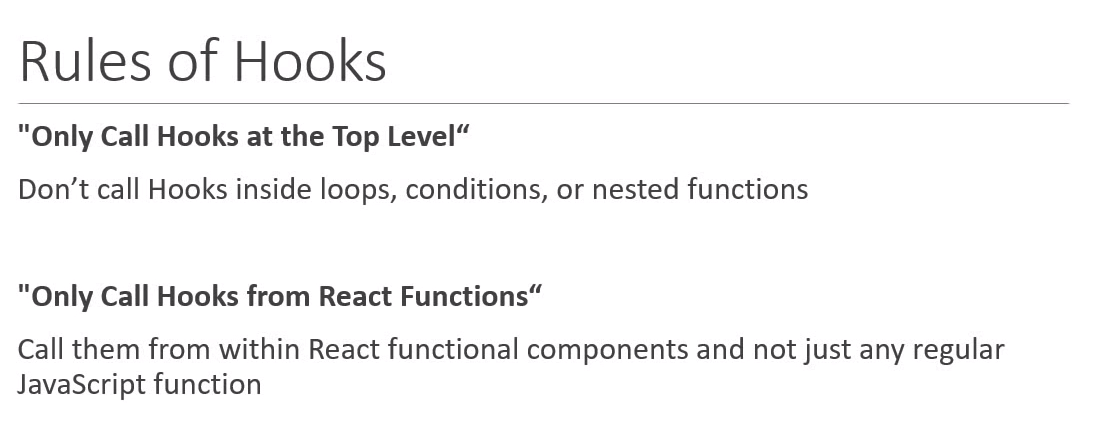 Rules of Hooks
"Only Call Hooks at the Top Level“
Don’t call Hooks inside loops, conditions, or nested functions
"Only Call Hooks from React Functions“
Call them from within React functional components and not just any regular
JavaScript function